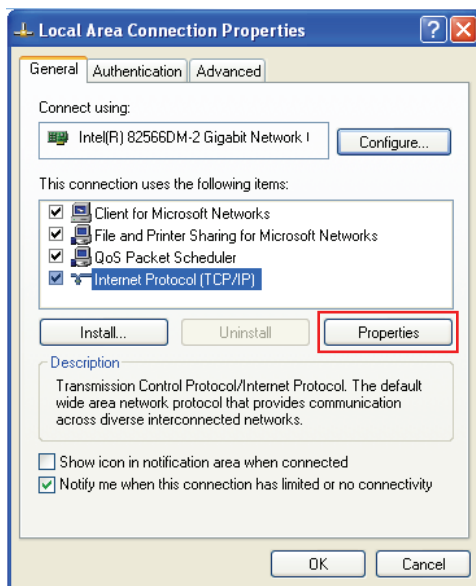 Local Area Connection Properties
General Authentication Advanced
Connect using:
Intel(R) 82566DM-2 Gigabit Network
Configure...
This connection uses the following items:
Client for Microsoft Networks
File and Printer Sharing for Microsoft Networks
QoS Packet Scheduler
Internet Protocol (TCP/IP)
Install... Uninstall Properties
Description
Transmission Control Protocol/Internet Protocol. The default
wide area network protocol that provides communication
across diverse interconnected networks.
Show icon in notification area when connected
Notify me when this connection has limited or no connectivity
OK Cancel